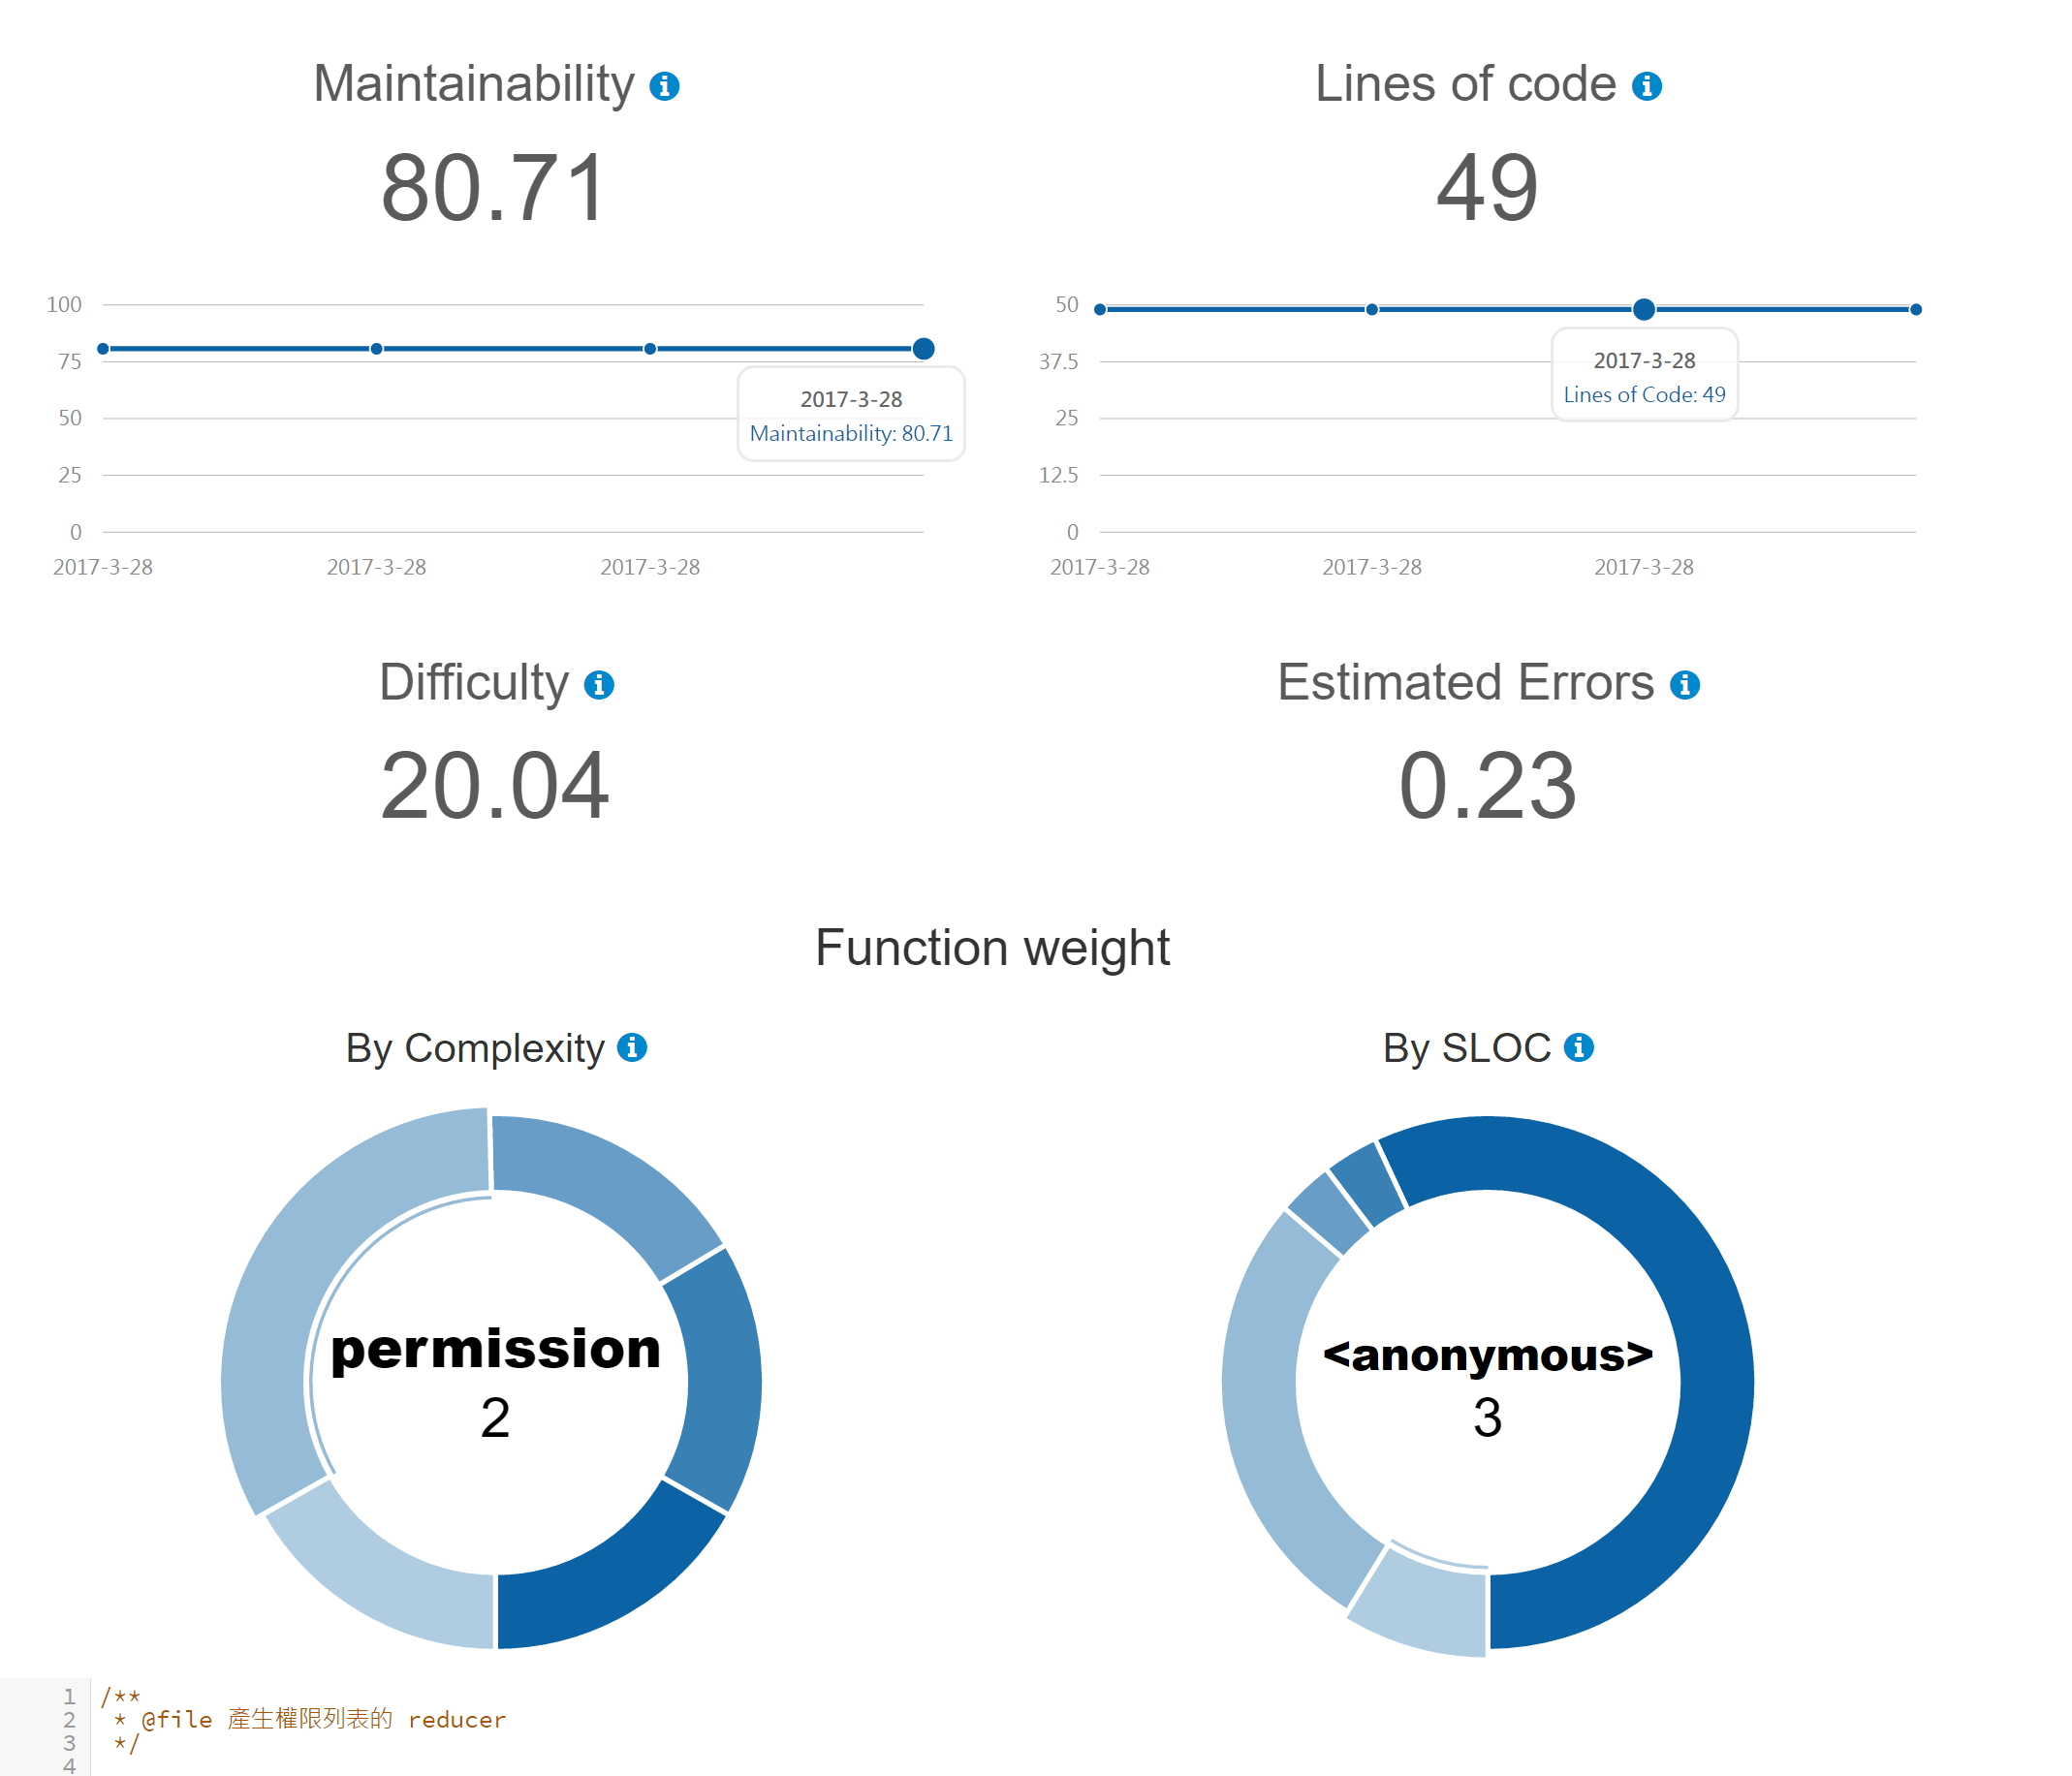 Maintainability
80.71
100
75
50
25
0
2017-3-28
Maintainability: 80.71
2017-3-28 2017-3-28 2017-3-28
Lines of code
49
50
37.5
25
12.5
0
2017-3-28
Lines of Code: 49
2017-3-28 2017-3-28 2017-3-28
Difficulty
20.04
Estimated Errors
0.23
Function weight
By Complexity
permission
2
By SLOC
<anonymous>
3
1 /**
2 * @file 產生權限列表的 reducer
3 */
4